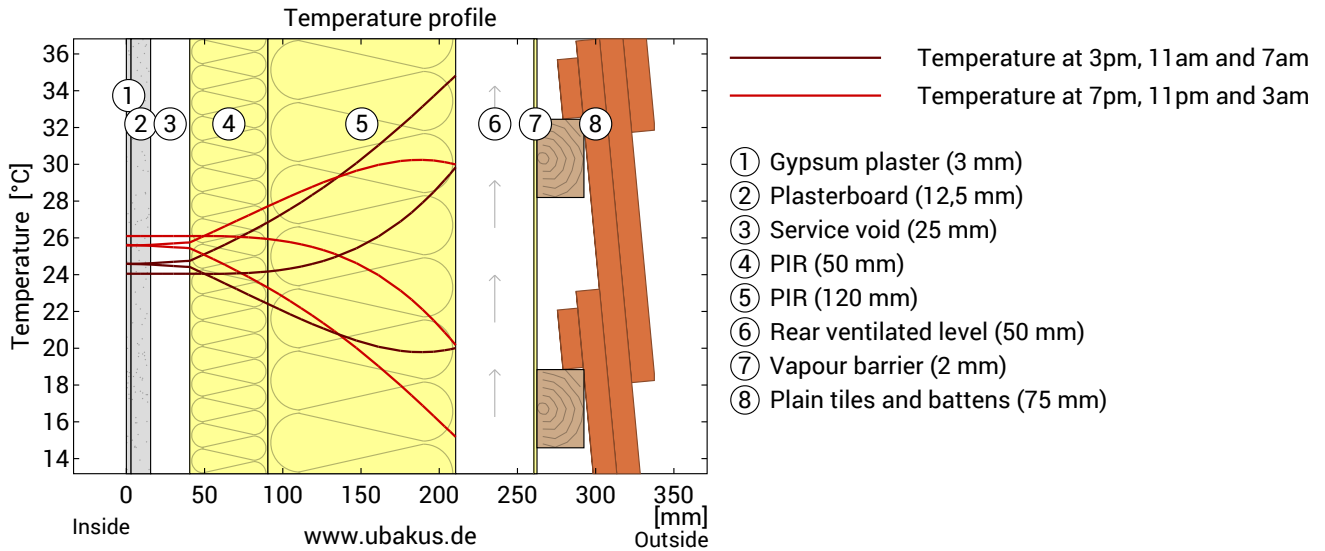 Temperature profile
Temperature [°C]
36
34
32
30
28
26
24
22
20
18
16
14
1
2
3
4
5
6
7
8
0
50
100
150
200
250
300
350
[mm]
Inside
www.ubakus.de
Outside
Temperature at 3pm, 11am and 7am
Temperature at 7pm, 11pm and 3am
1 Gypsum plaster (3 mm)
2 Plasterboard (12,5 mm)
3 Service void (25 mm)
4 PIR (50 mm)
5 PIR (120 mm)
6 Rear ventilated level (50 mm)
7 Vapour barrier (2 mm)
8 Plain tiles and battens (75 mm)